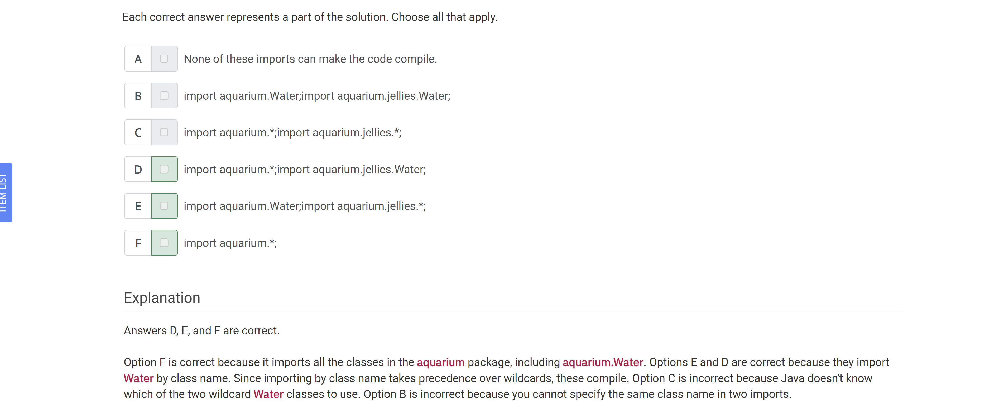 Each correct answer represents a part of the solution. Choose all that apply.
A None of these imports can make the code compile.
B import aquarium.Water;import aquarium.jellies.Water;
C import aquarium.*;import aquarium.jellies.*;
D import aquarium.*;import aquarium.jellies.Water;
ITEM LIST
E import aquarium.Water;import aquarium.jellies.*;
F import aquarium.*;
Explanation
Answers D, E, and F are correct.
Option F is correct because it imports all the classes in the aquarium package, including aquarium.Water. Options E and D are correct because they import
Water by class name. Since importing by class name takes precedence over wildcards, these compile. Option C is incorrect because Java doesn't know
which of the two wildcard Water classes to use. Option B is incorrect because you cannot specify the same class name in two imports.